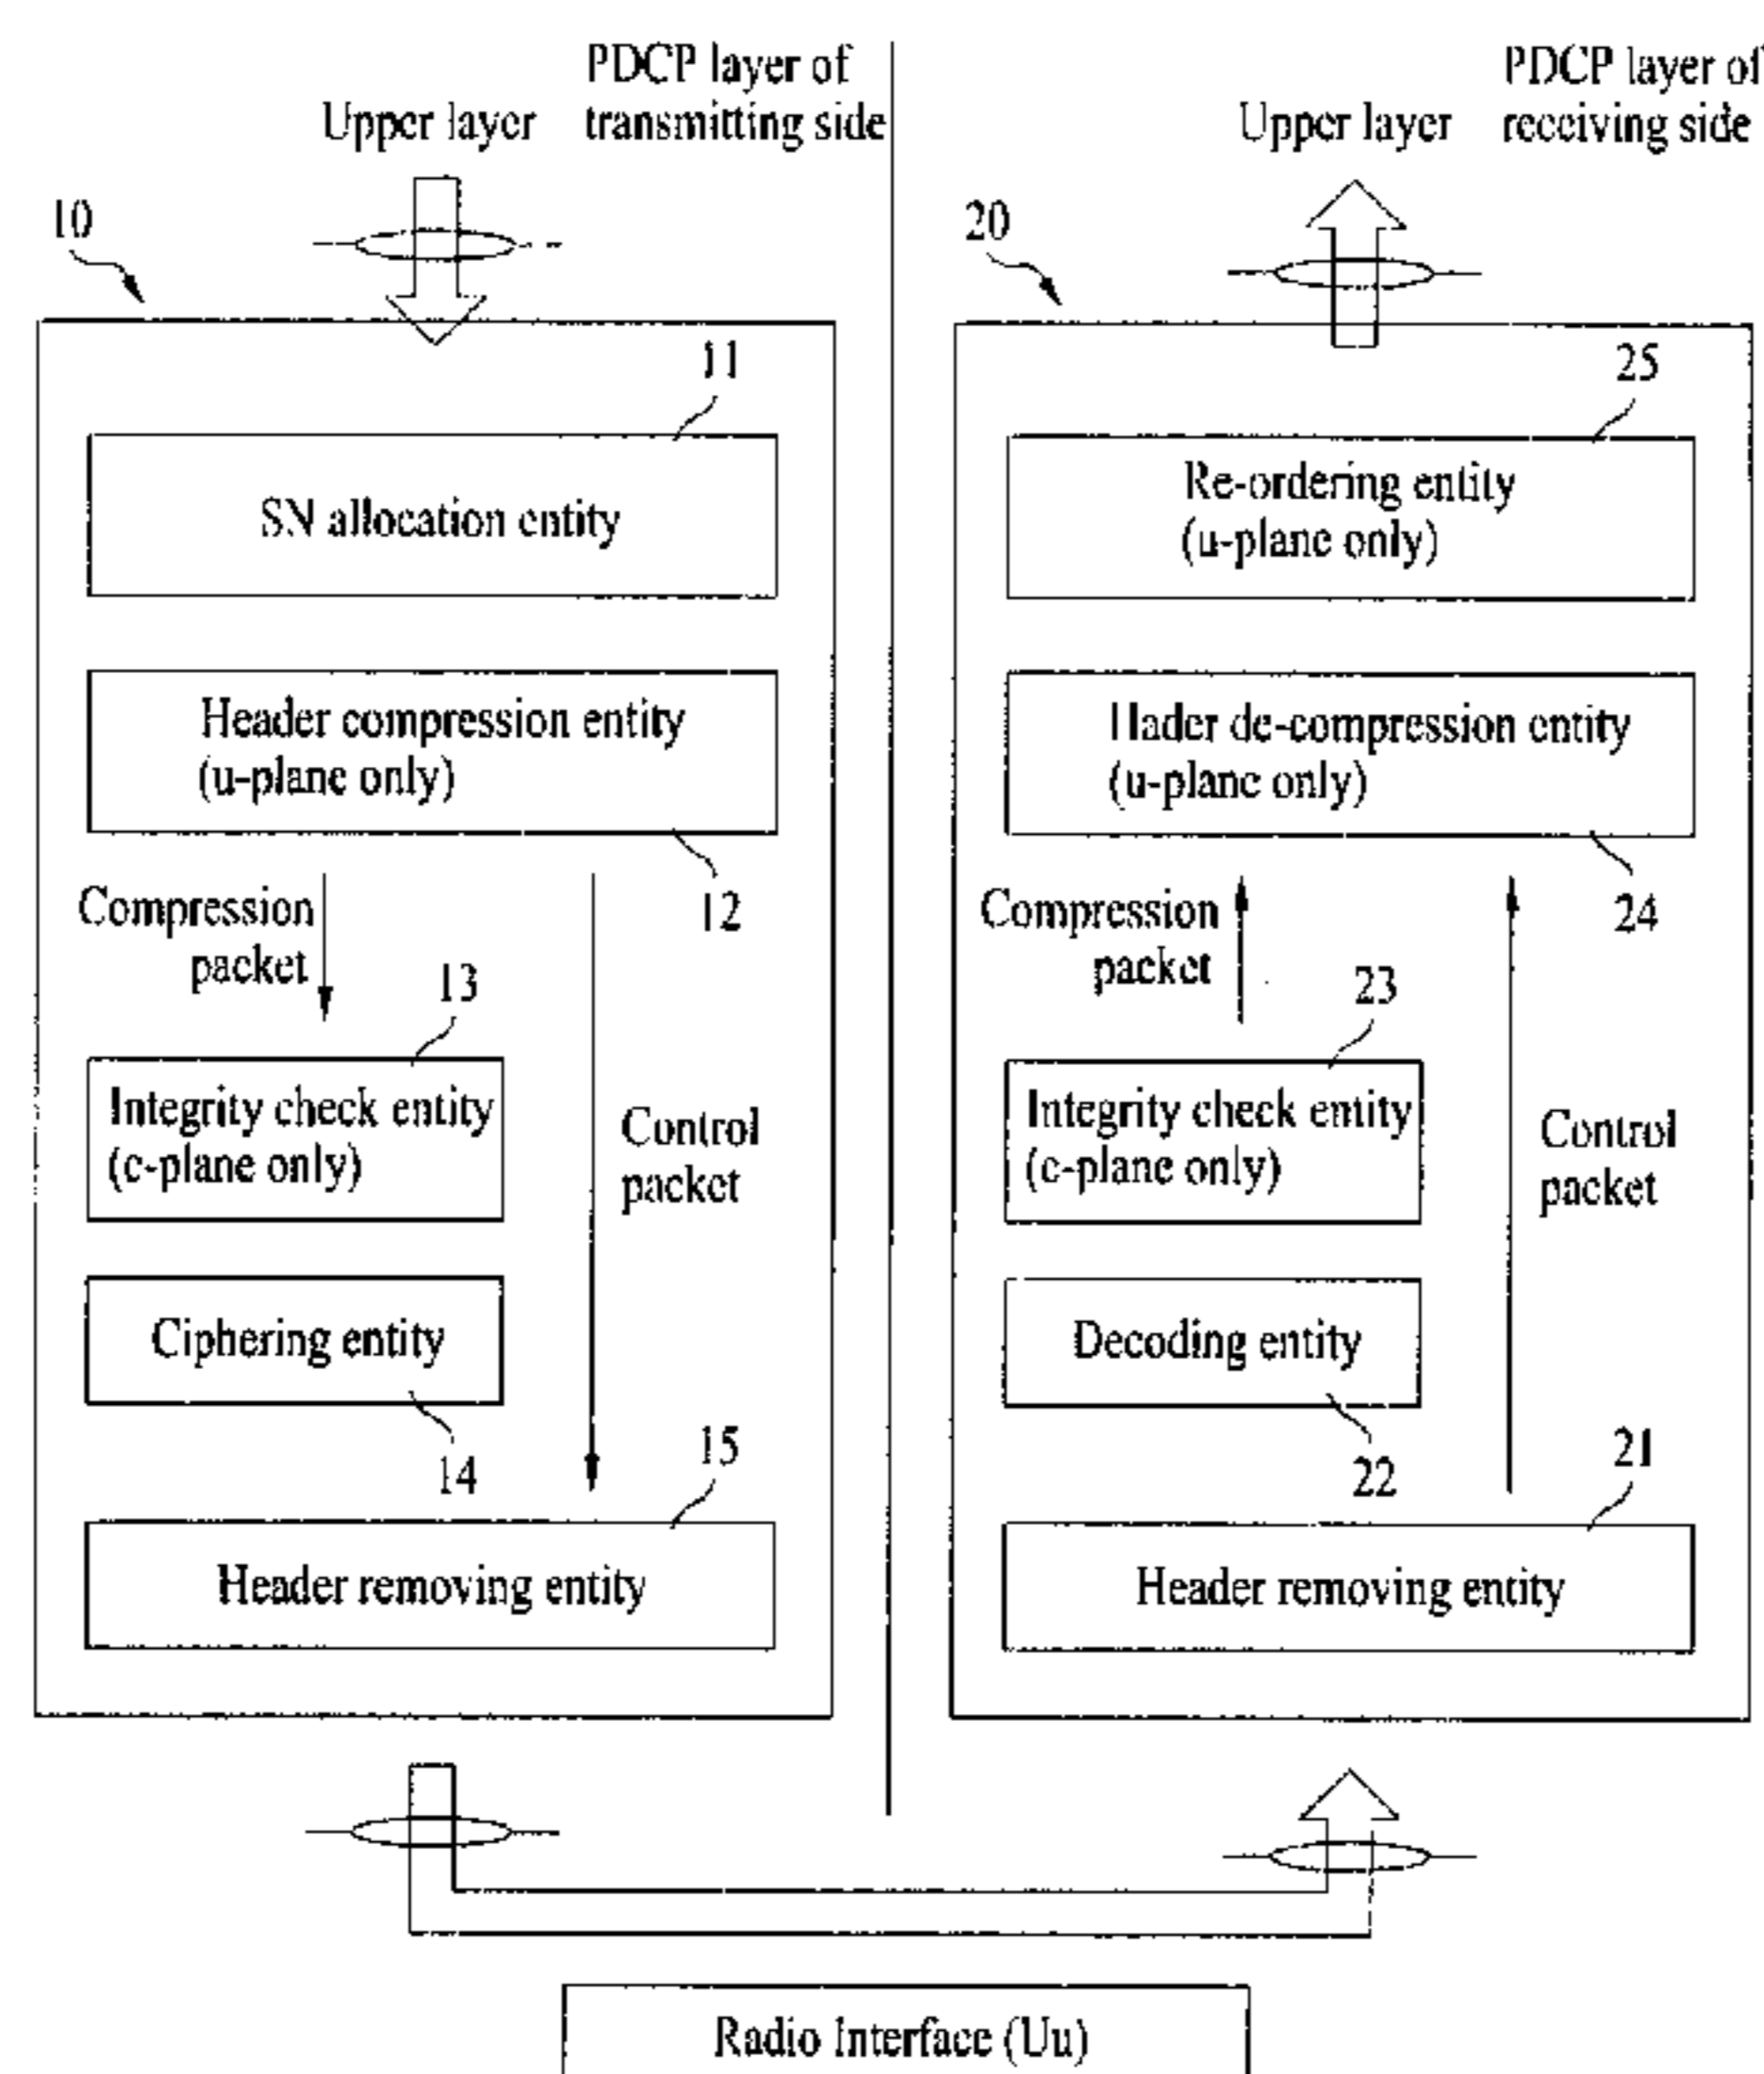 PDCP layer of
transmitting side
Upper layer
10
11
SN allocation entity
Header compression entity
(u-plane only)
12
Compression
packet
13
Integrity check entity
(c-plane only)
Control
packet
Ciphering entity
14
15
Header removing entity
PDCP layer of
receiving side
Upper layer
20
25
Re-ordering entity
(u-plane only)
Hader de-compression entity
(u-plane only)
24
Compression
packet
23
Integrity check entity
(c-plane only)
Control
packet
Decoding entity
22
21
Header removing entity
Radio Interface (Uu)